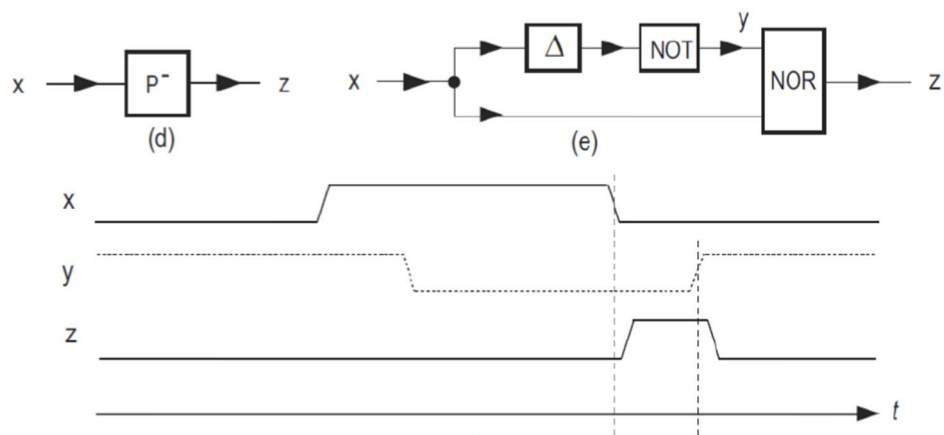 y
x P⁻ z x Δ NOT NOR z
(d) (e)
x
y
z
t